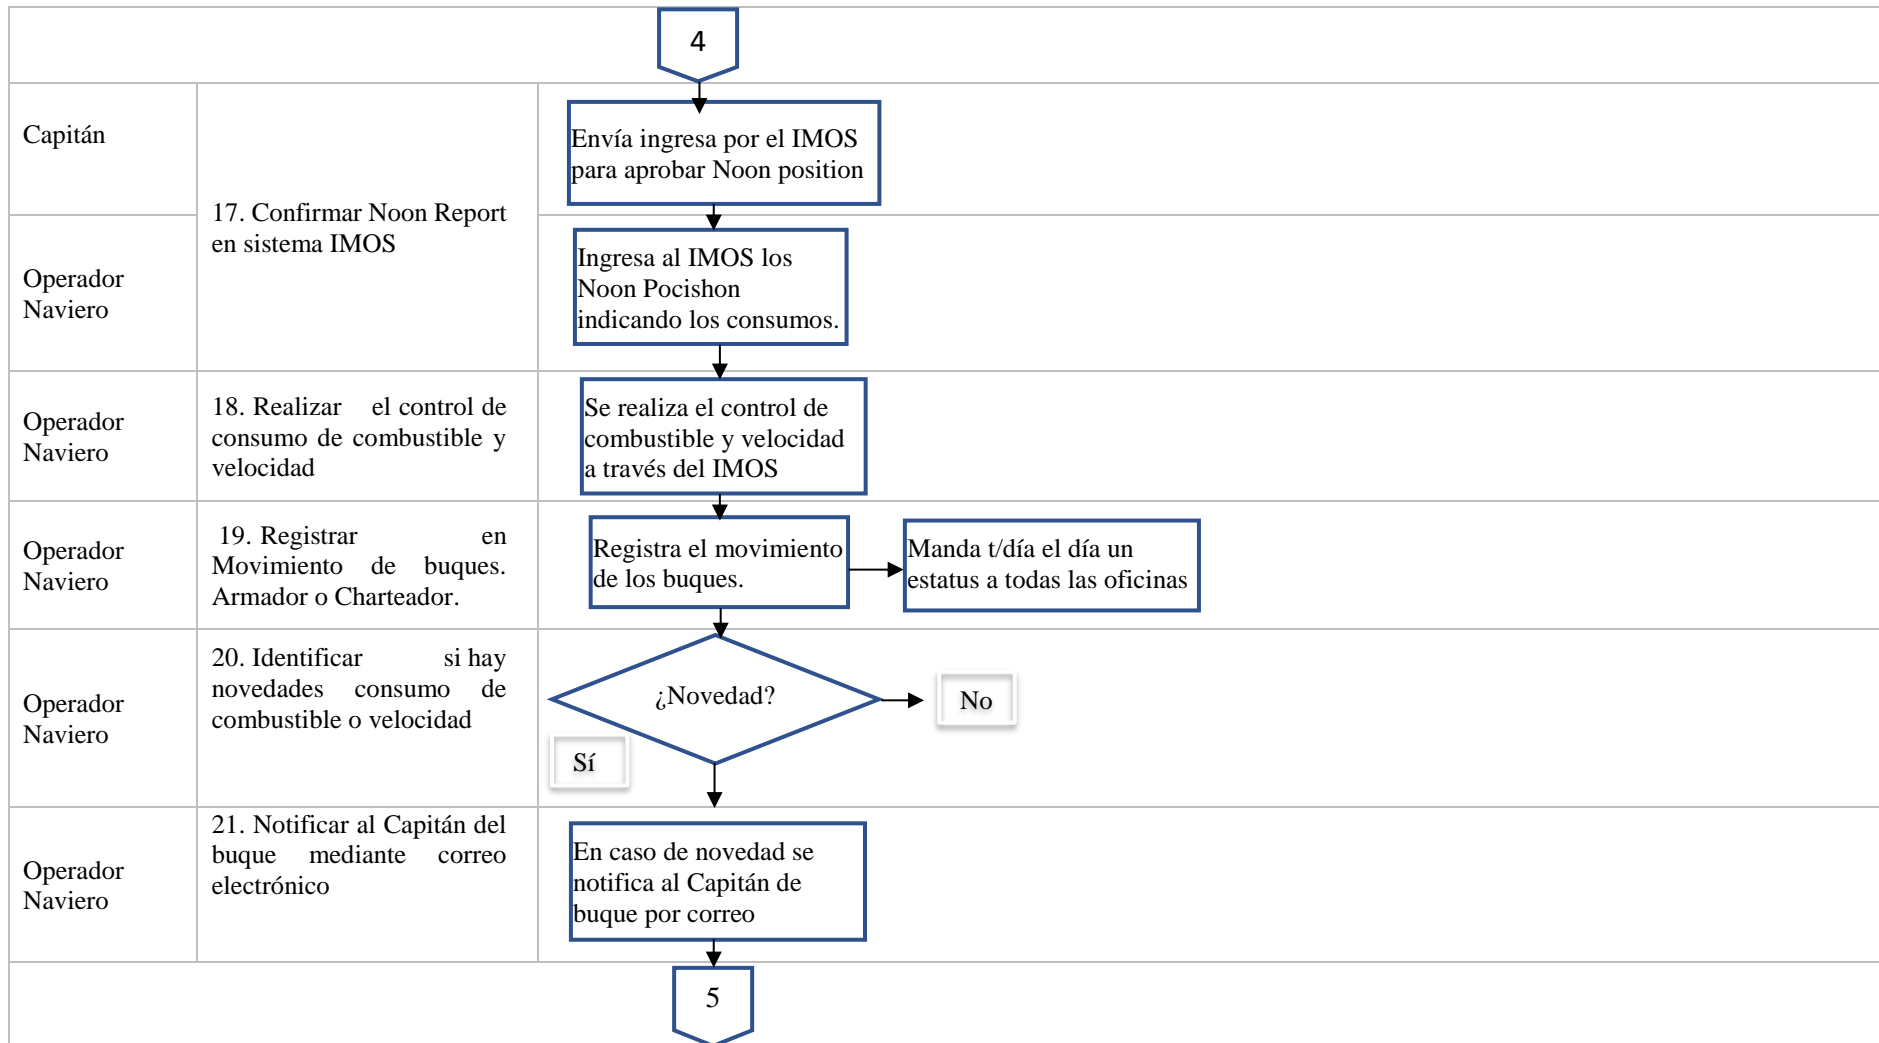 4
Capitán
17. Confirmar Noon Report
en sistema IMOS
Envía ingresa por el IMOS
para aprobar Noon position
Operador
Naviero
Ingresa al IMOS los
Noon Pocishon
indicando los consumos.
Operador
Naviero
18. Realizar el control de
consumo de combustible y
velocidad
Se realiza el control de
combustible y velocidad
a través del IMOS
Operador
Naviero
19. Registrar en
Movimiento de buques.
Armador o Charteador.
Registra el movimiento
de los buques.
Manda t/día el día un
estatus a todas las oficinas
Operador
Naviero
20. Identificar si hay
novedades consumo de
combustible o velocidad
¿Novedad?
No
Sí
Operador
Naviero
21. Notificar al Capitán del
buque mediante correo
electrónico
En caso de novedad se
notifica al Capitán de
buque por correo
5